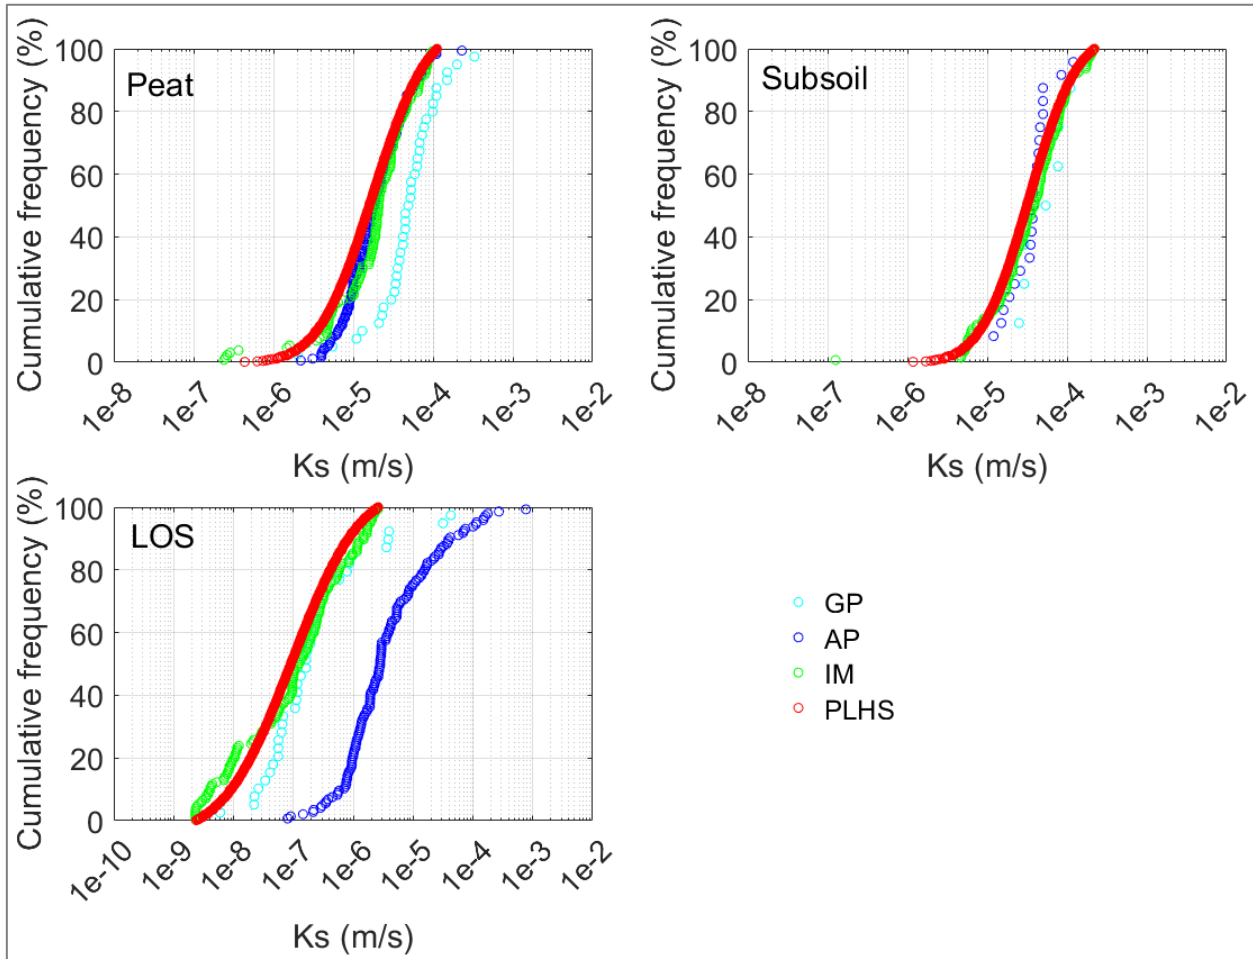 Peat
Cumulative frequency (%)
100
80
60
40
20
0
1e-8
1e-7
1e-6
1e-5
1e-4
1e-3
1e-2
Ks (m/s)
Subsoil
Cumulative frequency (%)
100
80
60
40
20
0
1e-8
1e-7
1e-6
1e-5
1e-4
1e-3
1e-2
Ks (m/s)
LOS
Cumulative frequency (%)
100
80
60
40
20
0
1e-10
1e-9
1e-8
1e-7
1e-6
1e-5
1e-4
1e-3
1e-2
Ks (m/s)
GP
AP
IM
PLHS